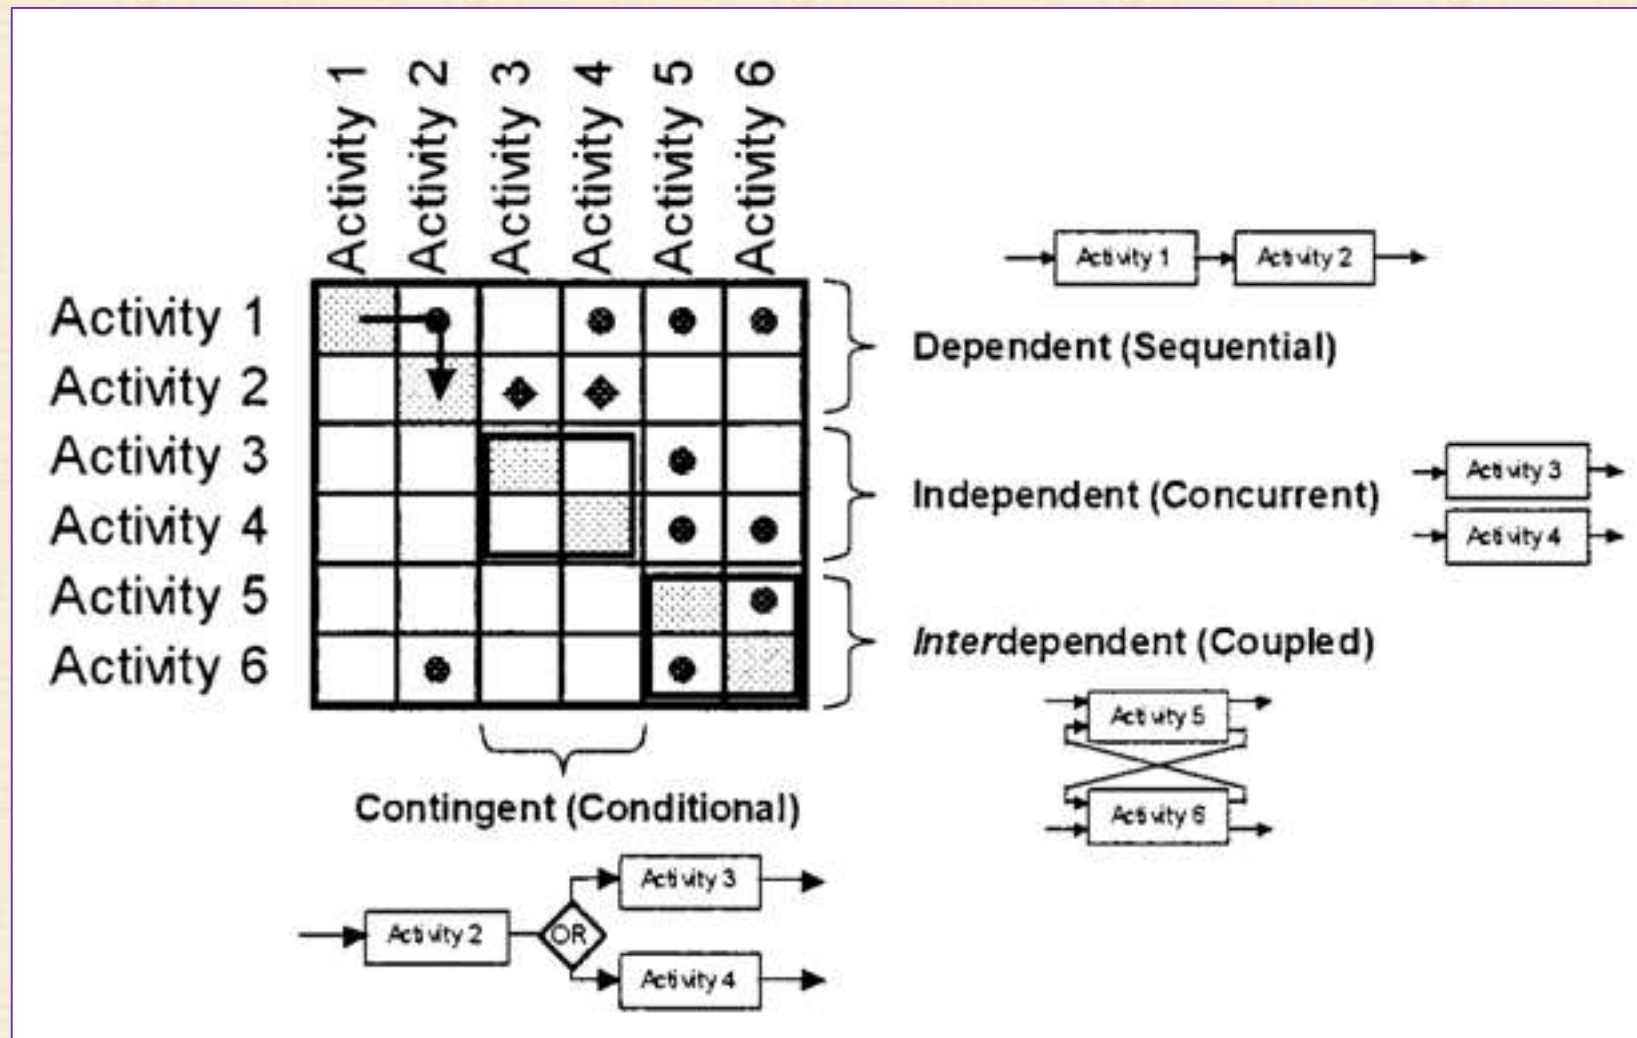 Activity 1
Activity 2
Activity 3
Activity 4
Activity 5
Activity 6
Activity 1
Activity 2
Activity 3
Activity 4
Activity 5
Activity 6
Activity 1
Activity 2
Dependent (Sequential)
Independent (Concurrent)
Activity 3
Activity 4
Interdependent (Coupled)
Activity 5
Activity 6
Contingent (Conditional)
Activity 2
OR
Activity 3
Activity 4